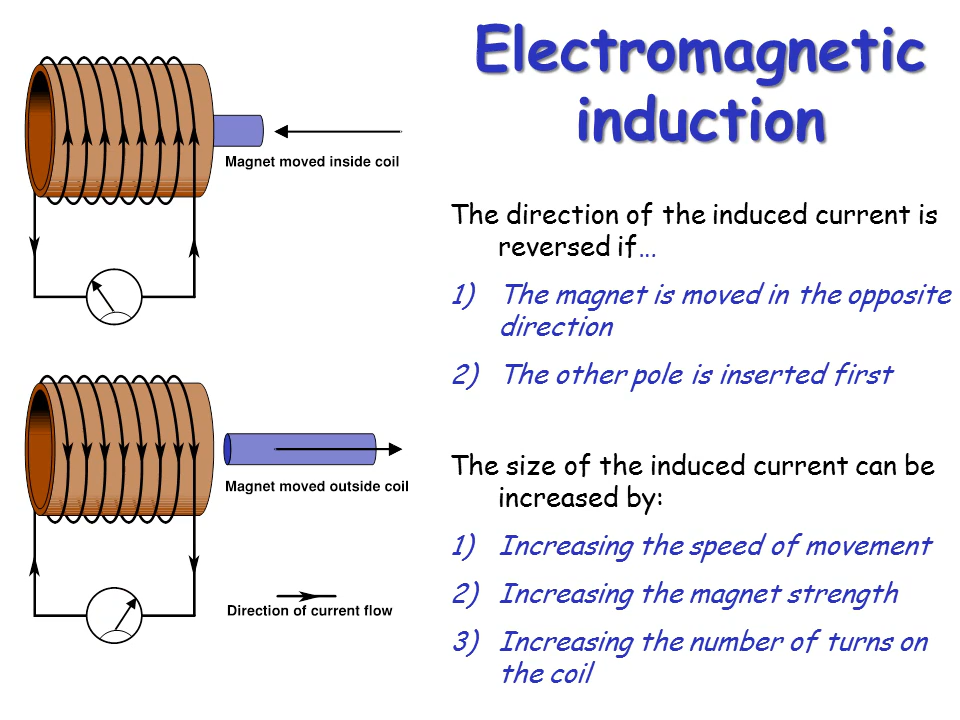 Electromagnetic
induction
Magnet moved inside coil
The direction of the induced current is
reversed if...
1) The magnet is moved in the opposite
direction
2) The other pole is inserted first
Magnet moved outside coil
Direction of current flow
The size of the induced current can be
increased by:
1) Increasing the speed of movement
2) Increasing the magnet strength
3) Increasing the number of turns on
the coil